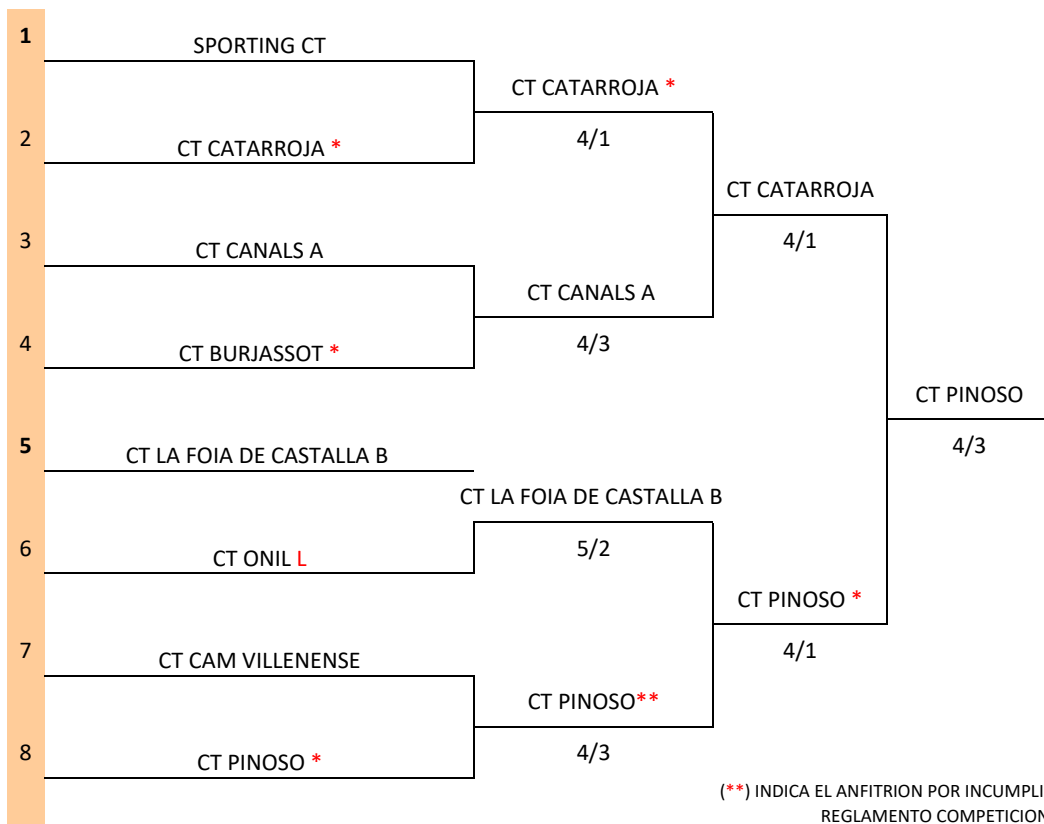 1
SPORTING CT
CT CATARROJA *
2
CT CATARROJA *
4/1
CT CATARROJA
3
CT CANALS A
4/1
CT CANALS A
4
CT BURJASSOT *
4/3
CT PINOSO
5
CT LA FOIA DE CASTALLA B
4/3
CT LA FOIA DE CASTALLA B
6
CT ONIL L
5/2
CT PINOSO *
7
CT CAM VILLENENSE
4/1
CT PINOSO**
8
CT PINOSO *
4/3
(**) INDICA EL ANFITRION POR INCUMPLI
REGLAMENTO COMPETICION